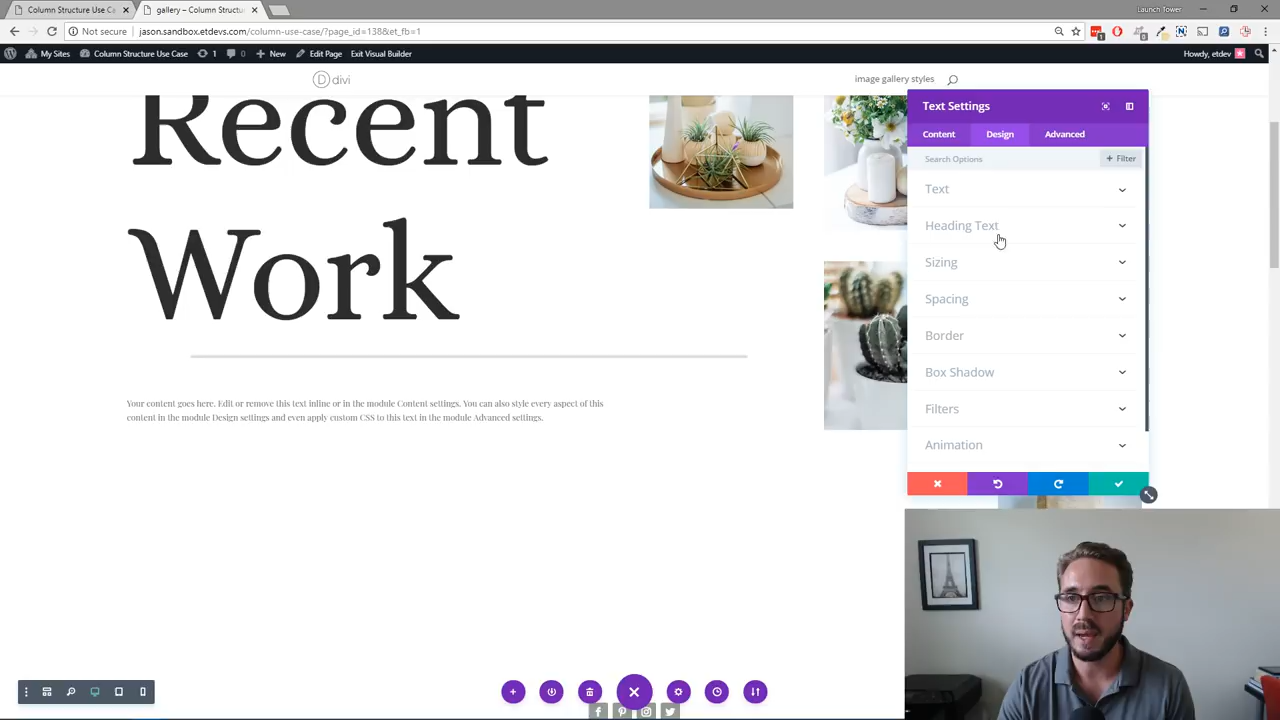 Column Structure Use C
gallery – Column Structu
Launch Tower
Not secure
jason.sandbox.etdevs.com/column-use-case/?page_id=138&et_fb=1
My Sites
Column Structure Use Case
1
0
New
Edit Page
Exit Visual Builder
Howdy, etdev
divi
image gallery styles
Recent
Work
Your content goes here. Edit or remove this text inline or in the module Content settings. You can also style every aspect of this
content in the module Design settings and even apply custom CSS to this text in the module Advanced settings.
Text Settings
Content
Design
Advanced
Search Options
+ Filter
Text
Heading Text
Sizing
Spacing
Border
Box Shadow
Filters
Animation